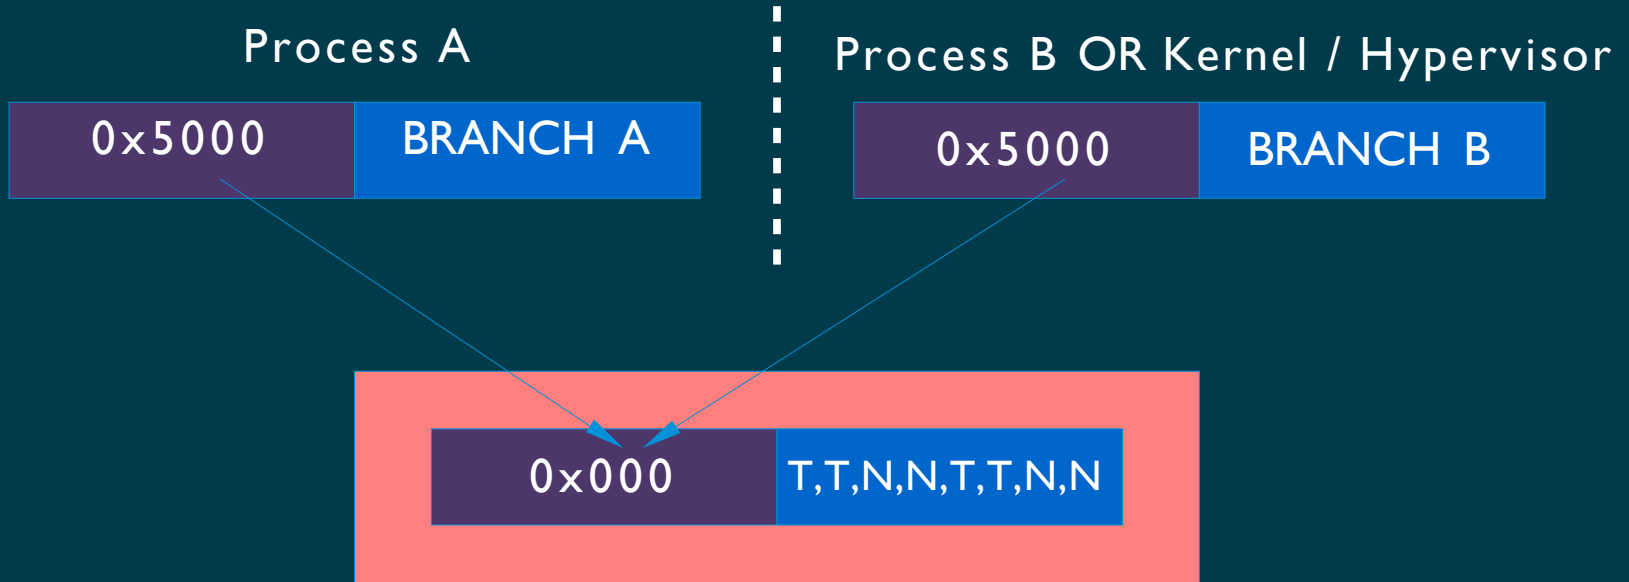 Process A
Process B OR Kernel / Hypervisor
0x5000
BRANCH A
0x5000
BRANCH B
0x000
T,T,N,N,T,T,N,N